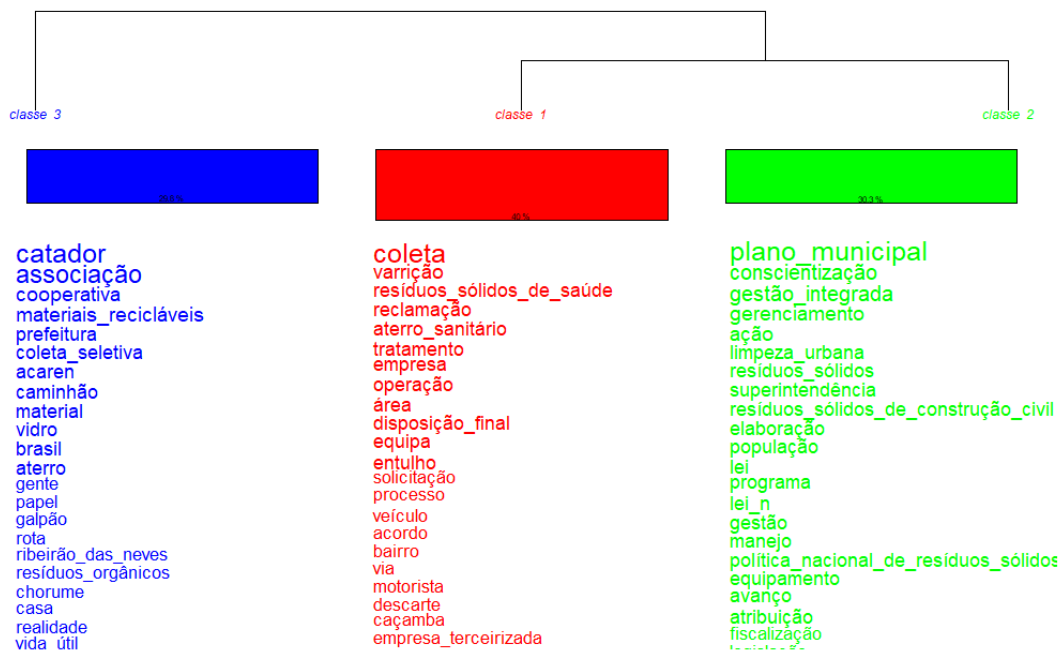 classe 3
classe 1
classe 2
40 %
30,3 %
catador
associação
cooperativa
materiais_recicláveis
prefeitura
coleta_seletiva
acaren
caminhão
material
vidro
brasil
aterro
gente
papel
galpão
rota
ribeirão_das_neves
resíduos_orgânicos
chorume
casa
realidade
vida_útil
coleta
varrição
resíduos_sólidos_de_saúde
reclamação
aterro_sanitário
tratamento
empresa
operação
área
disposição_final
equipa
entulho
solicitação
processo
veículo
acordo
bairro
via
motorista
descarte
caçamba
empresa_terceirizada
plano_municipal
conscientização
gestão_integrada
gerenciamento
ação
limpeza_urbana
resíduos_sólidos
superintendência
resíduos_sólidos_de_construção_civil
elaboração
população
lei
programa
lei_n
gestão
manejo
política_nacional_de_resíduos_sólidos
equipamento
avanço
atribuição
fiscalização